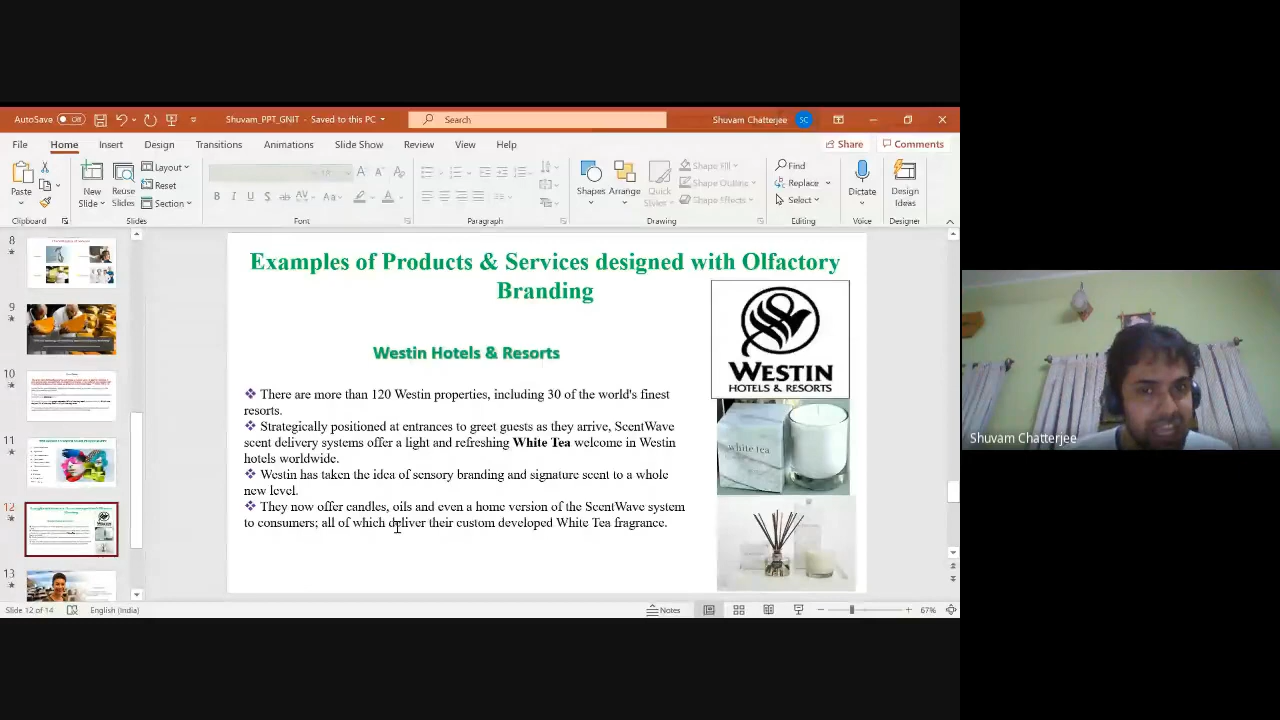 AutoSave Off Shuvam_PPT_GNIT - Saved to this PC Search Shuvam Chatterjee SC
File Home Insert Design Transitions Animations Slide Show Review View Help Share Comments
Paste New Slide Reuse Slides Layout Reset Section Shapes Arrange Quick Styles Shape Fill Shape Outline Shape Effects Find Replace Select Dictate Design Ideas
Clipboard Slides Font Paragraph Drawing Editing Voice Designer
8
9
10
11
12
13
Examples of Products & Services designed with Olfactory
Branding
Westin Hotels & Resorts
WESTIN
HOTELS & RESORTS
white tea
There are more than 120 Westin properties, including 30 of the world's finest
resorts.
Strategically positioned at entrances to greet guests as they arrive, ScentWave
scent delivery systems offer a light and refreshing White Tea welcome in Westin
hotels worldwide.
Westin has taken the idea of sensory branding and signature scent to a whole
new level.
They now offer candles, oils and even a home version of the ScentWave system
to consumers; all of which deliver their custom developed White Tea fragrance.
Shuvam Chatterjee
Slide 12 of 14 English (India) Notes 67%